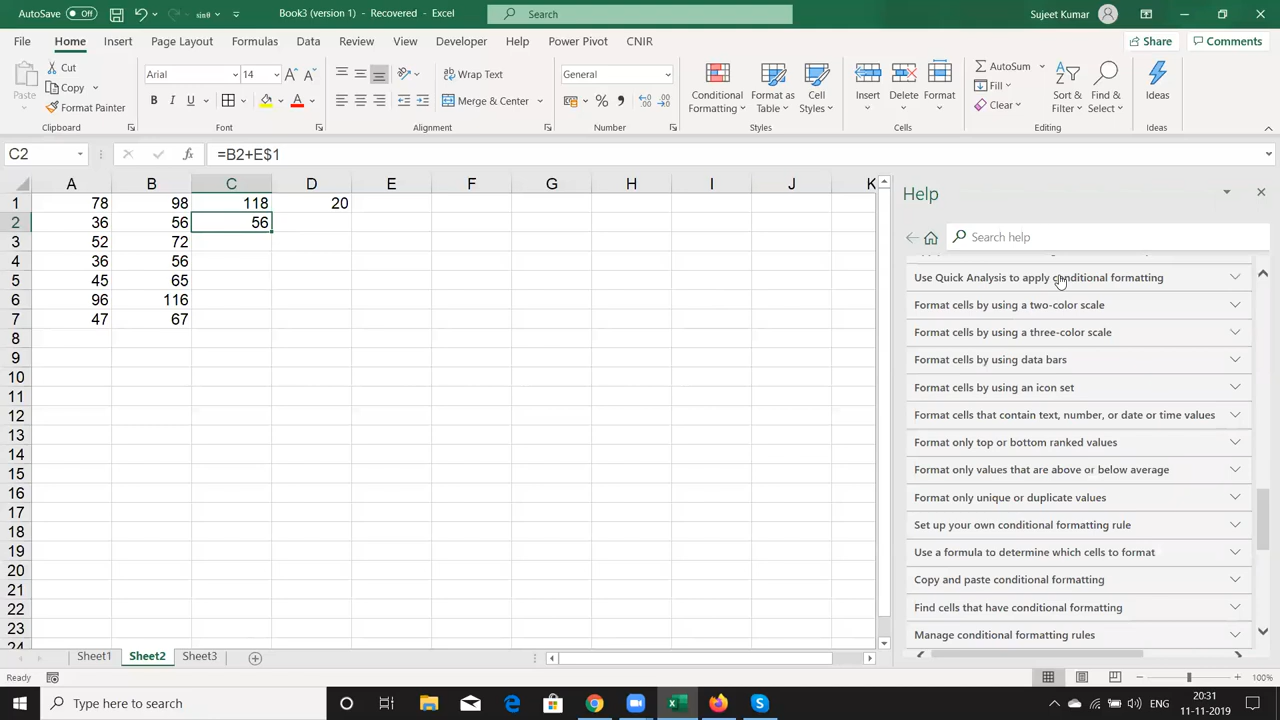 AutoSave Off sinθ Book3 (version 1) - Recovered - Excel Search Sujeet Kumar
File Home Insert Page Layout Formulas Data Review View Developer Help Power Pivot CNIR Share Comments
Paste Cut Copy Format Painter
Arial 14 A A
B I U A
Wrap Text
Merge & Center
General
% ,
Conditional Formatting Format as Table Cell Styles
Insert Delete Format
AutoSum Fill Clear
Sort & Filter Find & Select
Ideas
Clipboard Font Alignment Number Styles Cells Editing Ideas
C2 fx =B2+E$1
A B C D E F G H I J K
1 78 98 118 20
2 36 56 56
3 52 72
4 36 56
5 45 65
6 96 116
7 47 67
8
9
10
11
12
13
14
15
16
17
18
19
20
21
22
23
24
Help
Search help
Use Quick Analysis to apply conditional formatting
Format cells by using a two-color scale
Format cells by using a three-color scale
Format cells by using data bars
Format cells by using an icon set
Format cells that contain text, number, or date or time values
Format only top or bottom ranked values
Format only values that are above or below average
Format only unique or duplicate values
Set up your own conditional formatting rule
Use a formula to determine which cells to format
Copy and paste conditional formatting
Find cells that have conditional formatting
Manage conditional formatting rules
Sheet1 Sheet2 Sheet3
Ready 100%
Type here to search ENG 20:31
11-11-2019